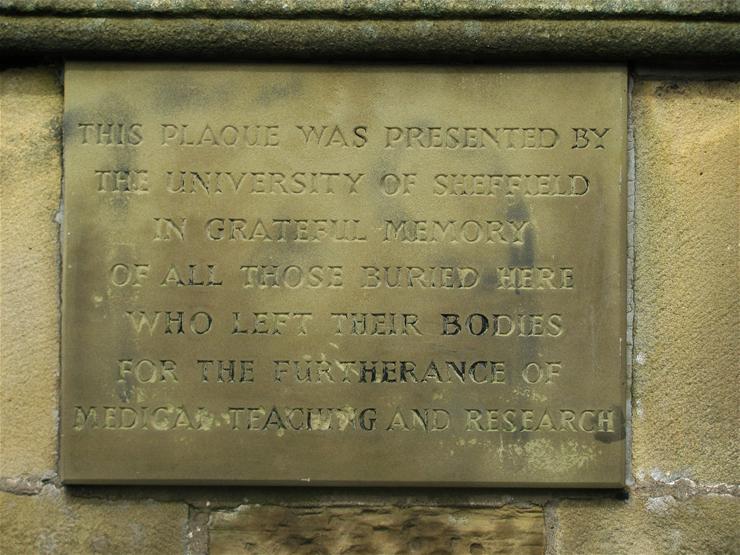 THIS PLAQUE WAS PRESENTED BY
THE UNIVERSITY OF SHEFFIELD
IN GRATEFUL MEMORY
OF ALL THOSE BURIED HERE
WHO LEFT THEIR BODIES
FOR THE FURTHERANCE OF
MEDICAL TEACHING AND RESEARCH